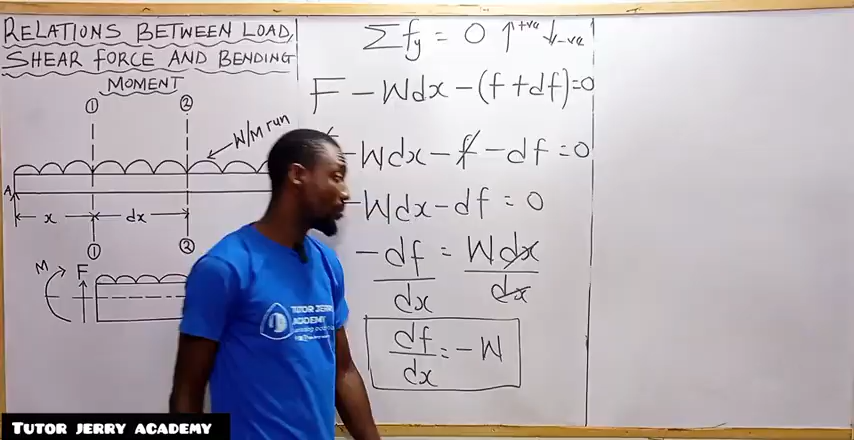 RELATIONS BETWEEN LOAD,
SHEAR FORCE AND BENDING
MOMENT
① ②
W/M run
A
x dx
① ②
M F
Σfy = 0 ↑+ve ↓-ve
F - Wdx - (f + df) = 0
- Wdx - f - df = 0
- Wdx - df = 0
-df/dx = Wdx/dx
df/dx = - W
TUTOR JERRY
ACADEMY
TUTOR JERRY ACADEMY